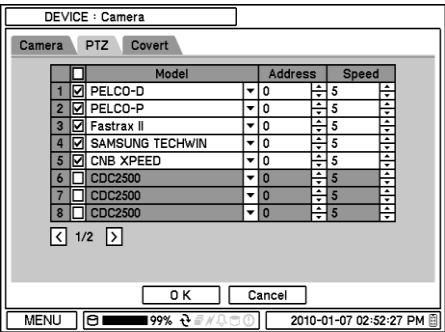 DEVICE : Camera
Camera PTZ Covert
Model Address Speed
1 PELCO-D 0 5
2 PELCO-P 0 5
3 Fastrax II 0 5
4 SAMSUNG TECHWIN 0 5
5 CNB XPEED 0 5
6 CDC2500 0 5
7 CDC2500 0 5
8 CDC2500 0 5
< 1/2 >
OK Cancel
MENU 99% 2010-01-07 02:52:27 PM